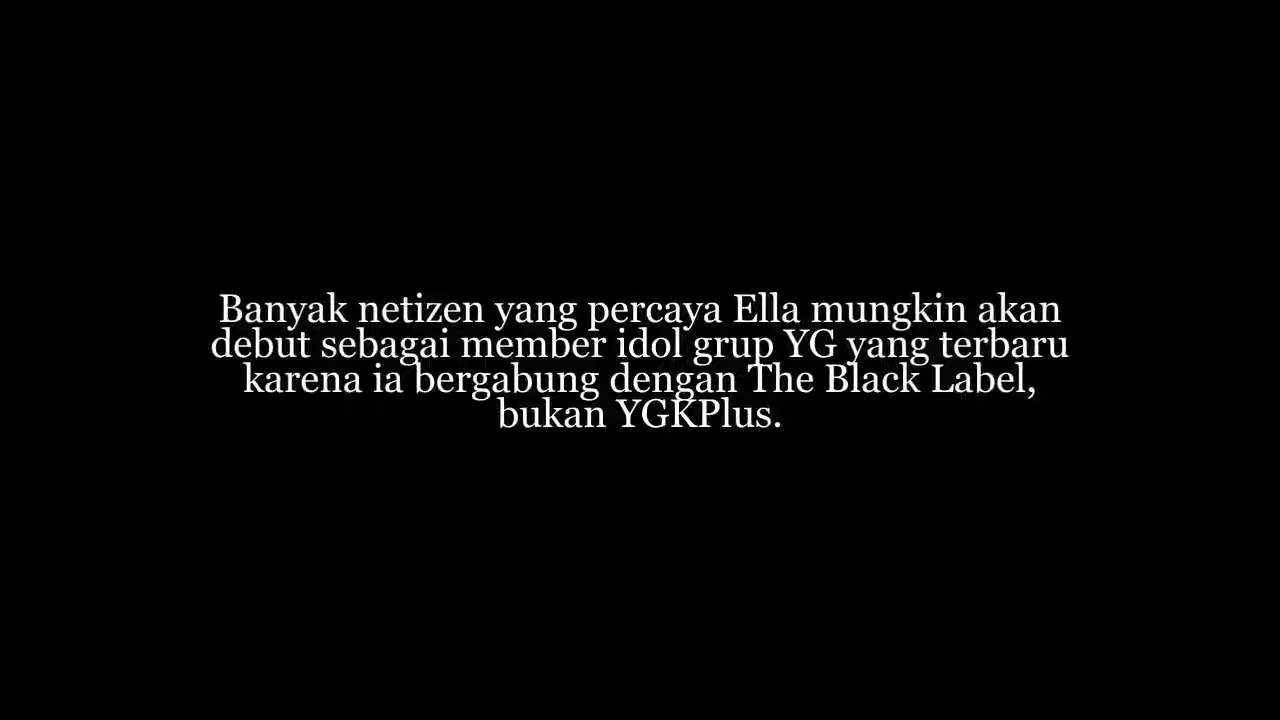 Banyak netizen yang percaya Ella mungkin akan
debut sebagai member idol grup YG yang terbaru
karena ia bergabung dengan The Black Label,
bukan YGKPlus.